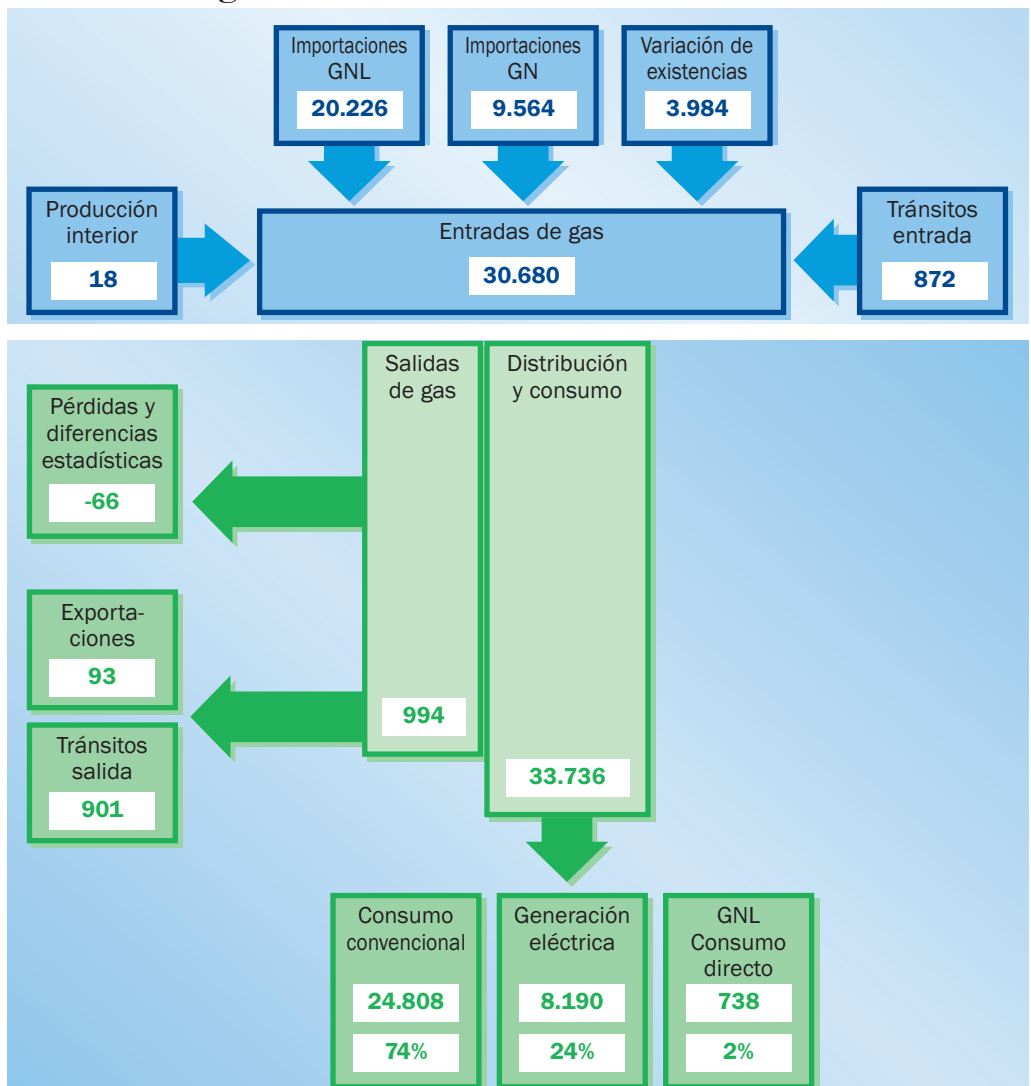 Importaciones
GNL
20.226
Importaciones
GN
9.564
Variación de
existencias
3.984
Producción
interior
18
Entradas de gas
30.680
Tránsitos
entrada
872
Salidas
de gas
994
Distribución
y consumo
33.736
Pérdidas y
diferencias
estadísticas
-66
Exporta-
ciones
93
Tránsitos
salida
901
Consumo
convencional
24.808
74%
Generación
eléctrica
8.190
24%
GNL
Consumo
directo
738
2%